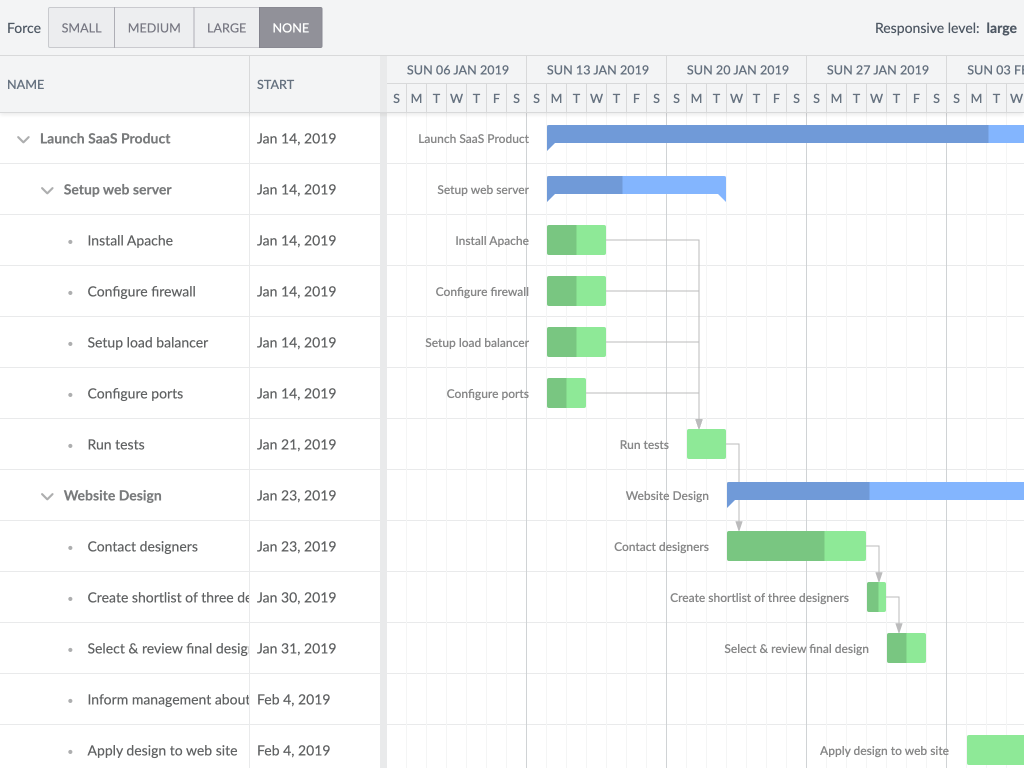 Force SMALL MEDIUM LARGE NONE Responsive level: large
NAME START SUN 06 JAN 2019 SUN 13 JAN 2019 SUN 20 JAN 2019 SUN 27 JAN 2019 SUN 03 FE
S M T W T F S S M T W T F S S M T W T F S S M T W T F S S M T W
Launch SaaS Product Jan 14, 2019 Launch SaaS Product
Setup web server Jan 14, 2019 Setup web server
Install Apache Jan 14, 2019 Install Apache
Configure firewall Jan 14, 2019 Configure firewall
Setup load balancer Jan 14, 2019 Setup load balancer
Configure ports Jan 14, 2019 Configure ports
Run tests Jan 21, 2019 Run tests
Website Design Jan 23, 2019 Website Design
Contact designers Jan 23, 2019 Contact designers
Create shortlist of three de Jan 30, 2019 Create shortlist of three designers
Select & review final desig Jan 31, 2019 Select & review final design
Inform management about Feb 4, 2019
Apply design to web site Feb 4, 2019 Apply design to web site